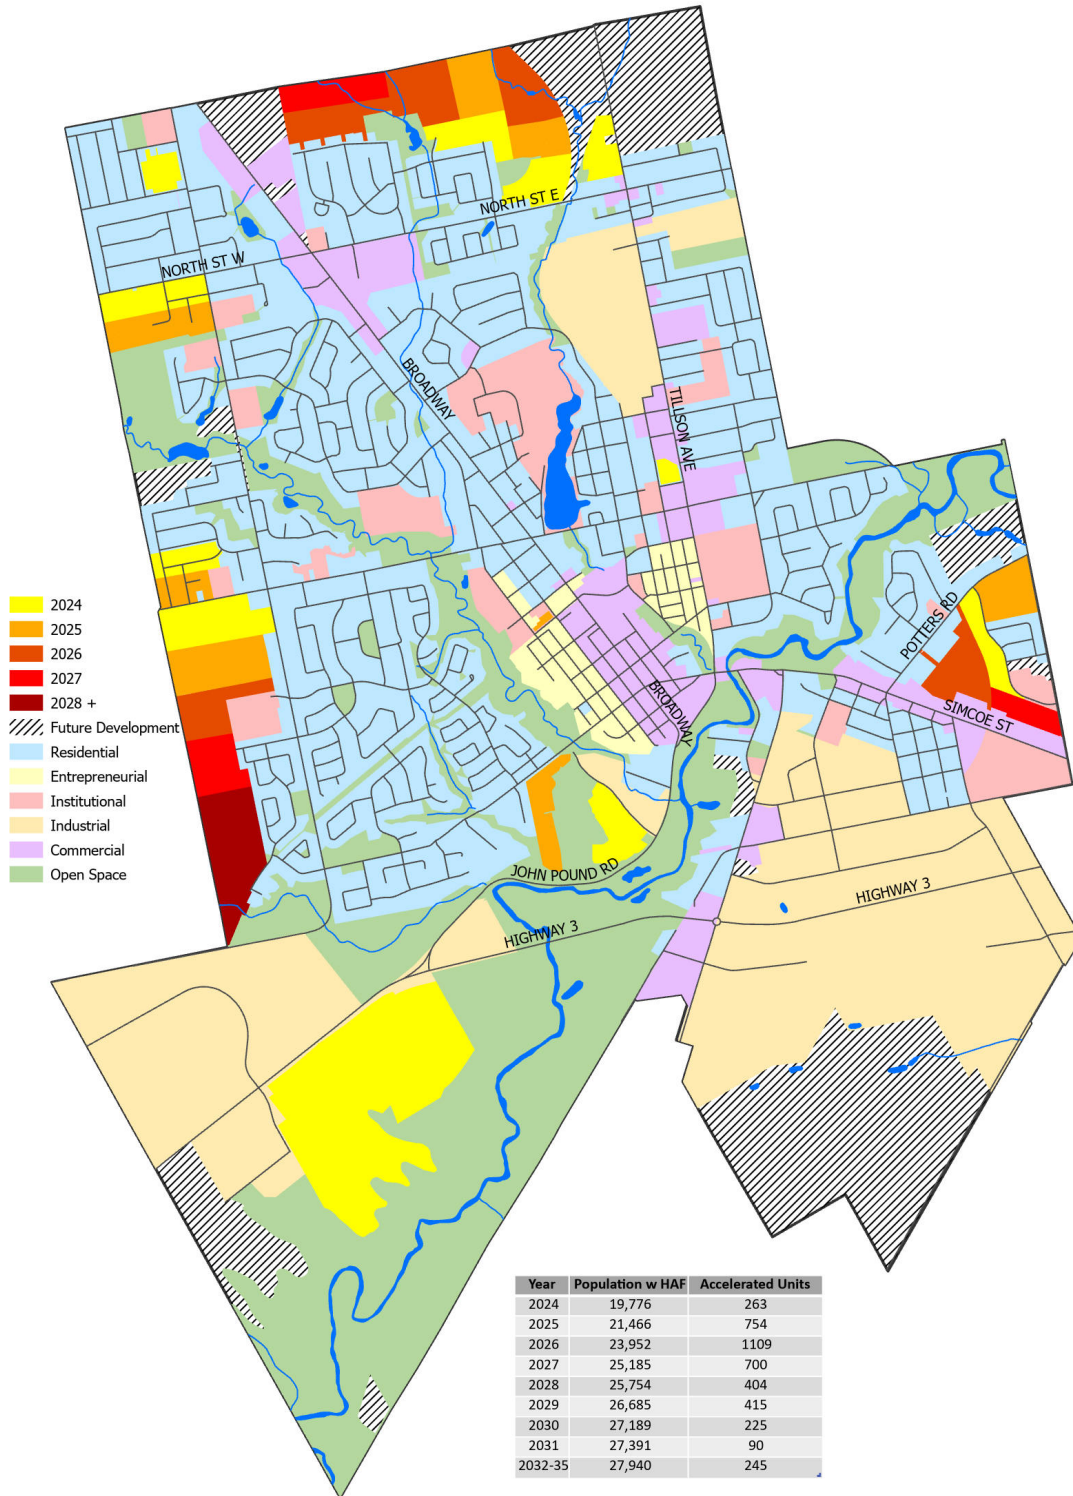 NORTH ST E
NORTH ST W
BROADWAY
TILLSON AVE
2024
2025
2026
2027
2028 +
Future Development
Residential
Entrepreneurial
Institutional
Industrial
Commercial
Open Space
POTTERS RD
BROADWAY
SIMCOE ST
JOHN POUND RD
HIGHWAY 3
HIGHWAY 3
Year Population w HAF Accelerated Units
2024 19,776 263
2025 21,466 754
2026 23,952 1109
2027 25,185 700
2028 25,754 404
2029 26,685 415
2030 27,189 225
2031 27,391 90
2032-35 27,940 245